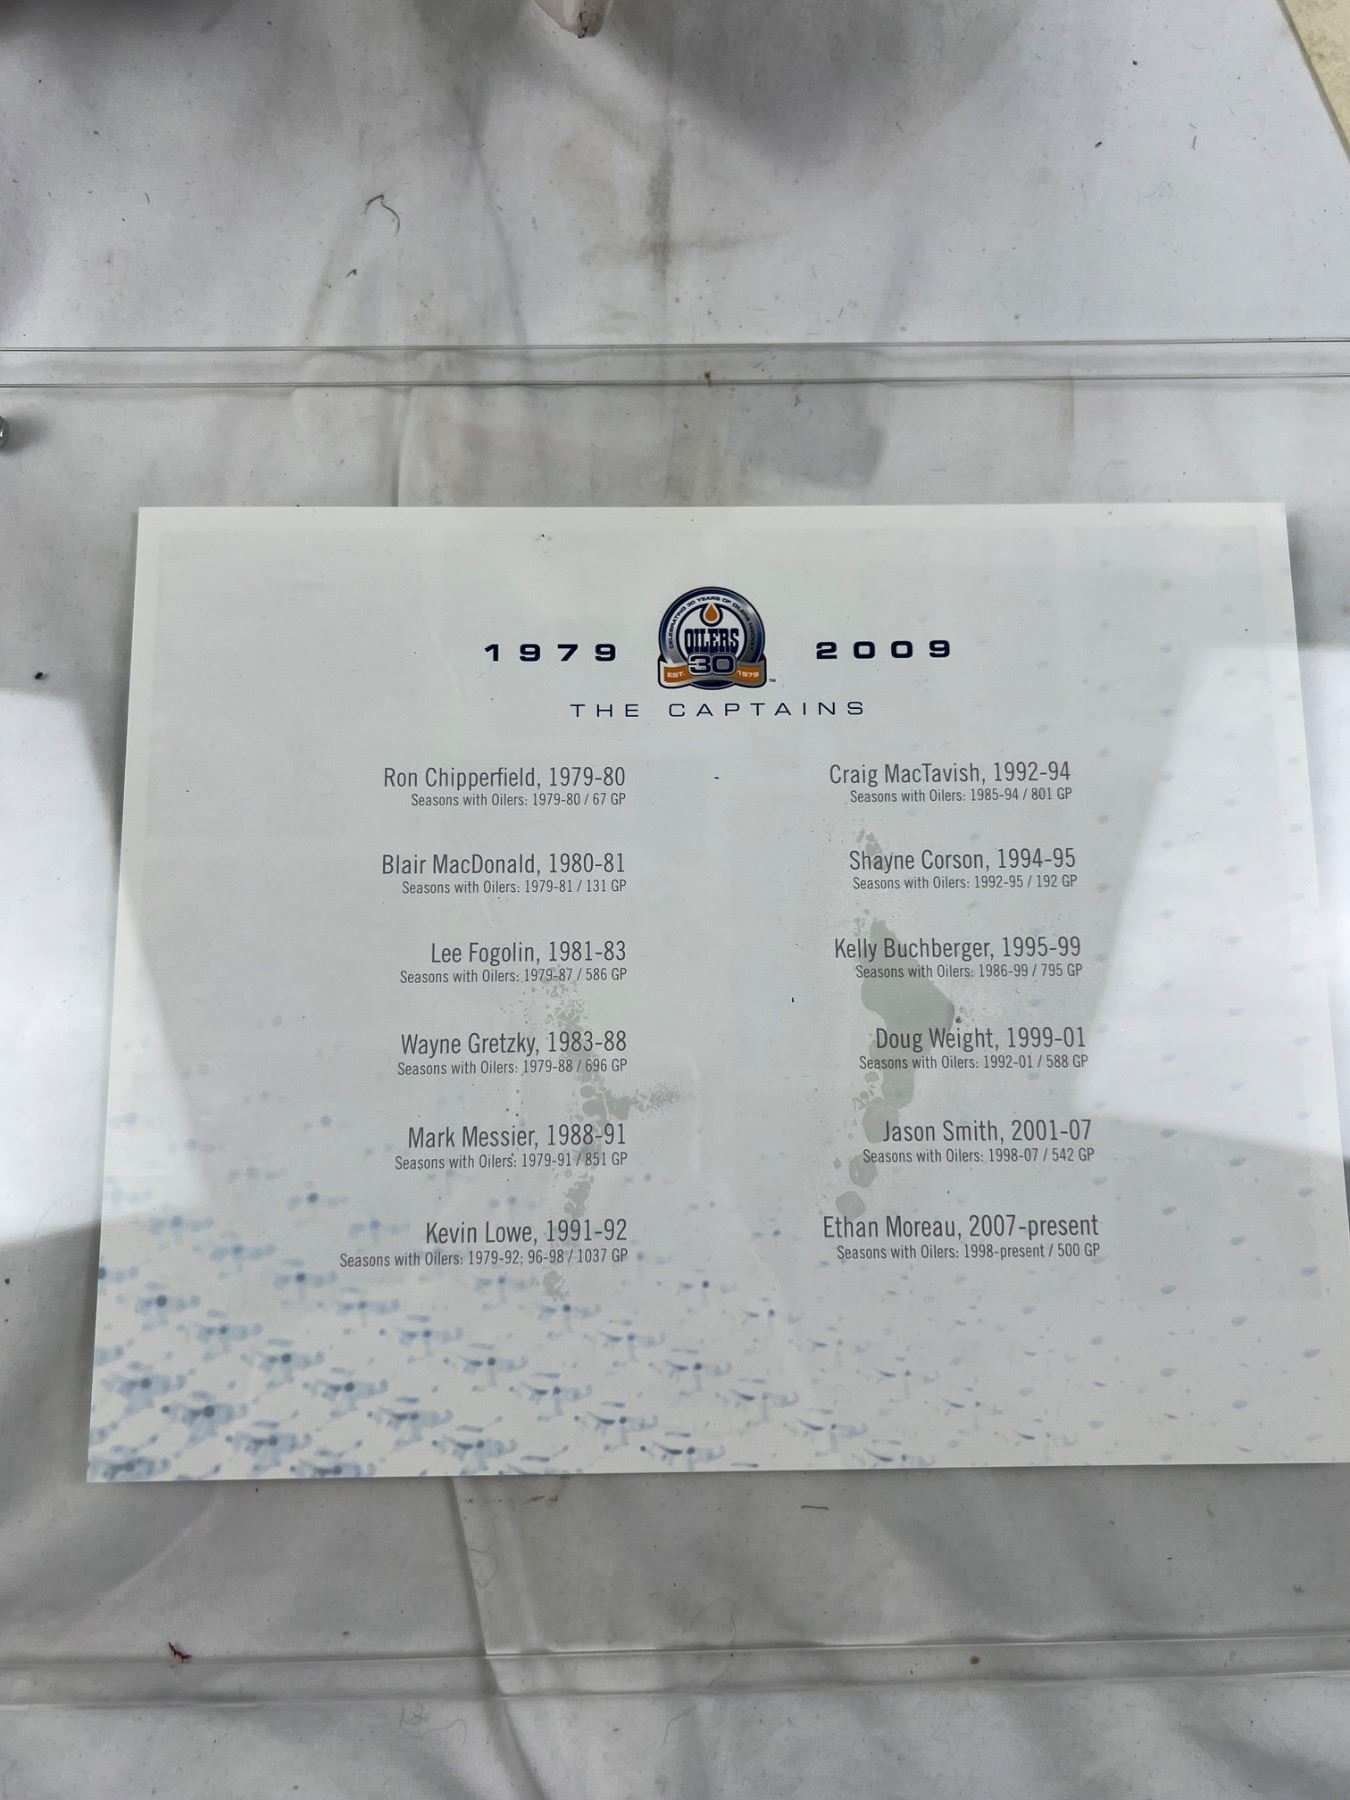 1979
CELEBRATING 30 YEARS OF OILERS HOCKEY
OILERS
30
EST. 1979
TM
2009
THE CAPTAINS
Ron Chipperfield, 1979-80
Seasons with Oilers: 1979-80 / 67 GP
Blair MacDonald, 1980-81
Seasons with Oilers: 1979-81 / 131 GP
Lee Fogolin, 1981-83
Seasons with Oilers: 1979-87 / 586 GP
Wayne Gretzky, 1983-88
Seasons with Oilers: 1979-88 / 696 GP
Mark Messier, 1988-91
Seasons with Oilers: 1979-91 / 851 GP
Kevin Lowe, 1991-92
Seasons with Oilers: 1979-92; 96-98 / 1037 GP
Craig MacTavish, 1992-94
Seasons with Oilers: 1985-94 / 801 GP
Shayne Corson, 1994-95
Seasons with Oilers: 1992-95 / 192 GP
Kelly Buchberger, 1995-99
Seasons with Oilers: 1986-99 / 795 GP
Doug Weight, 1999-01
Seasons with Oilers: 1992-01 / 588 GP
Jason Smith, 2001-07
Seasons with Oilers: 1998-07 / 542 GP
Ethan Moreau, 2007-present
Seasons with Oilers: 1998-present / 500 GP